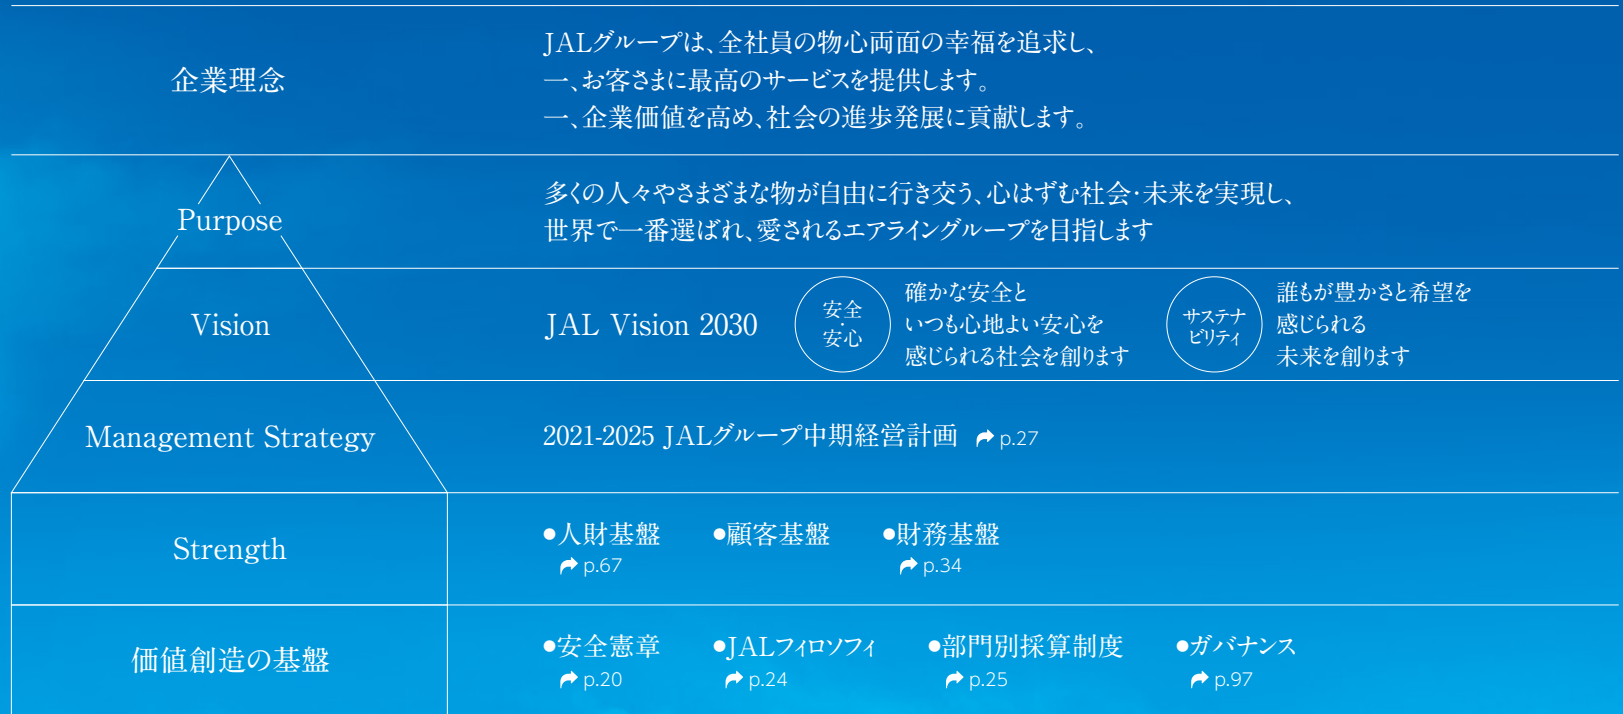 企業理念
JALグループは、全社員の物心両面の幸福を追求し、
一、お客さまに最高のサービスを提供します。
一、企業価値を高め、社会の進歩発展に貢献します。
Purpose
多くの人々やさまざまな物が自由に行き交う、心はずむ社会・未来を実現し、
世界で一番選ばれ、愛されるエアライングループを目指します
Vision
JAL Vision 2030
安全
・
安心
確かな安全と
いつも心地よい安心を
感じられる社会を創ります
サステナ
ビリティ
誰もが豊かさと希望を
感じられる
未来を創ります
Management Strategy
2021-2025 JALグループ中期経営計画 p.27
Strength
●人財基盤 ●顧客基盤 ●財務基盤
p.67 p.34
価値創造の基盤
●安全憲章 ●JALフィロソフィ ●部門別採算制度 ●ガバナンス
p.20 p.24 p.25 p.97